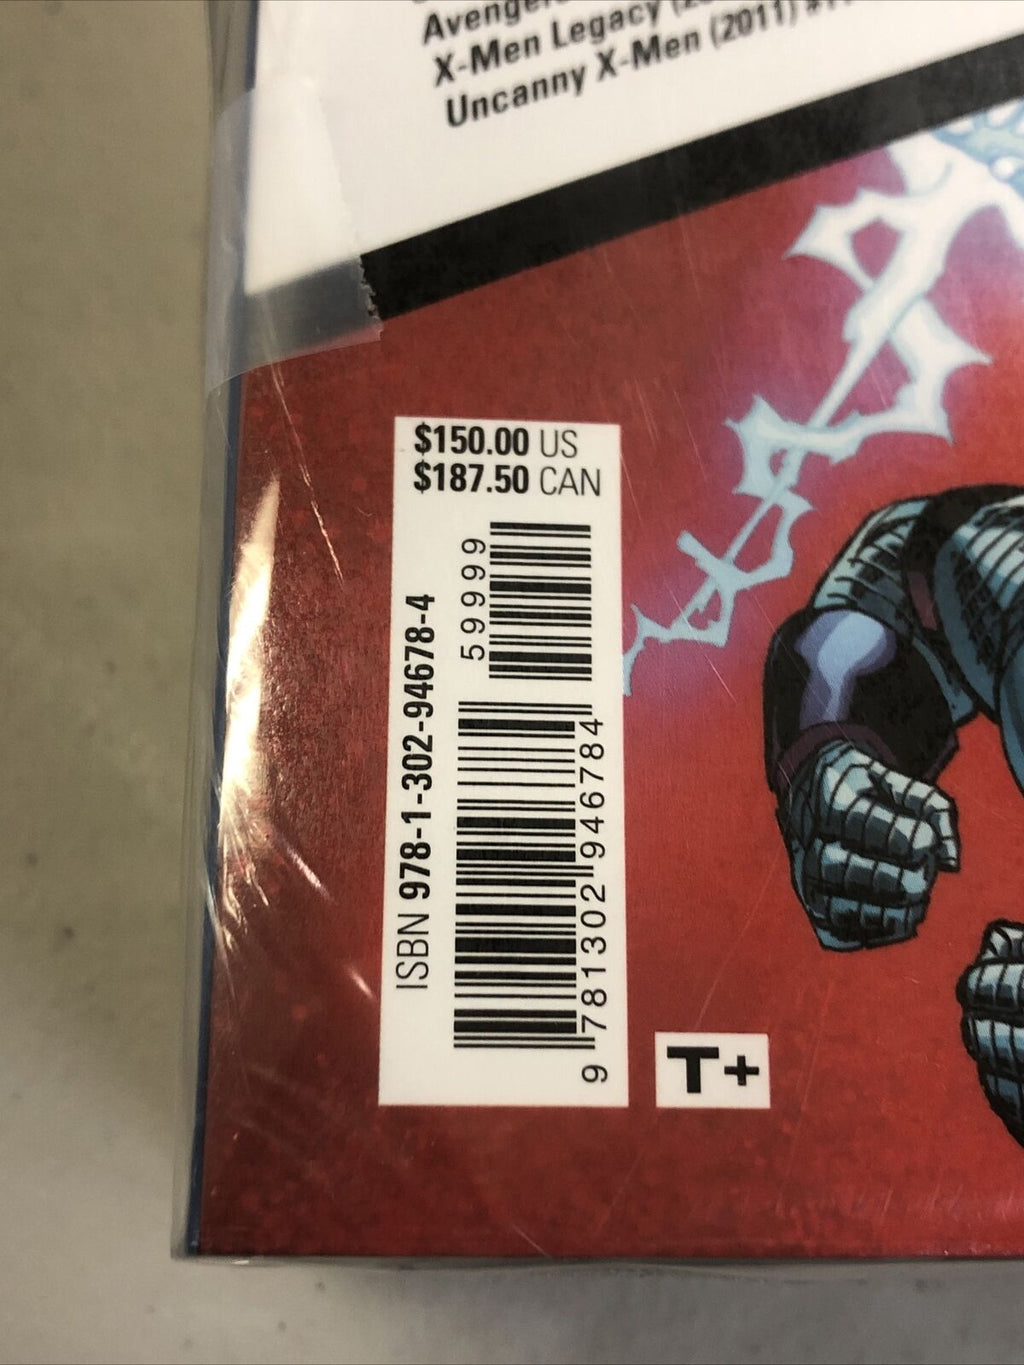 X-Men Legacy
Uncanny X-Men (2011)
$150.00 US
$187.50 CAN
59999
ISBN 978-1-302-94678-4
9 781302 946784
T+